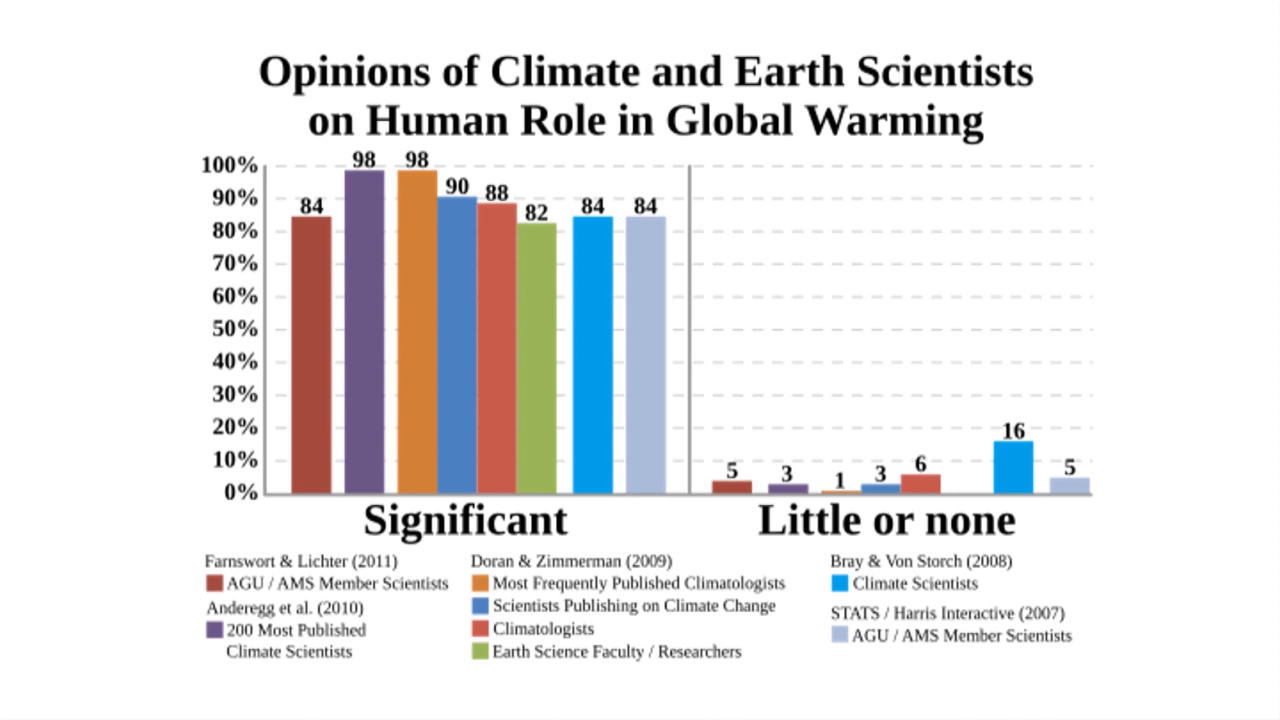 Opinions of Climate and Earth Scientists
on Human Role in Global Warming
100%
90%
80%
70%
60%
50%
40%
30%
20%
10%
0%
84
98
98
90
88
82
84
84
5
3
1
3
6
16
5
Significant
Little or none
Farnswort & Lichter (2011)
AGU / AMS Member Scientists
Anderegg et al. (2010)
200 Most Published
Climate Scientists
Doran & Zimmerman (2009)
Most Frequently Published Climatologists
Scientists Publishing on Climate Change
Climatologists
Earth Science Faculty / Researchers
Bray & Von Storch (2008)
Climate Scientists
STATS / Harris Interactive (2007)
AGU / AMS Member Scientists